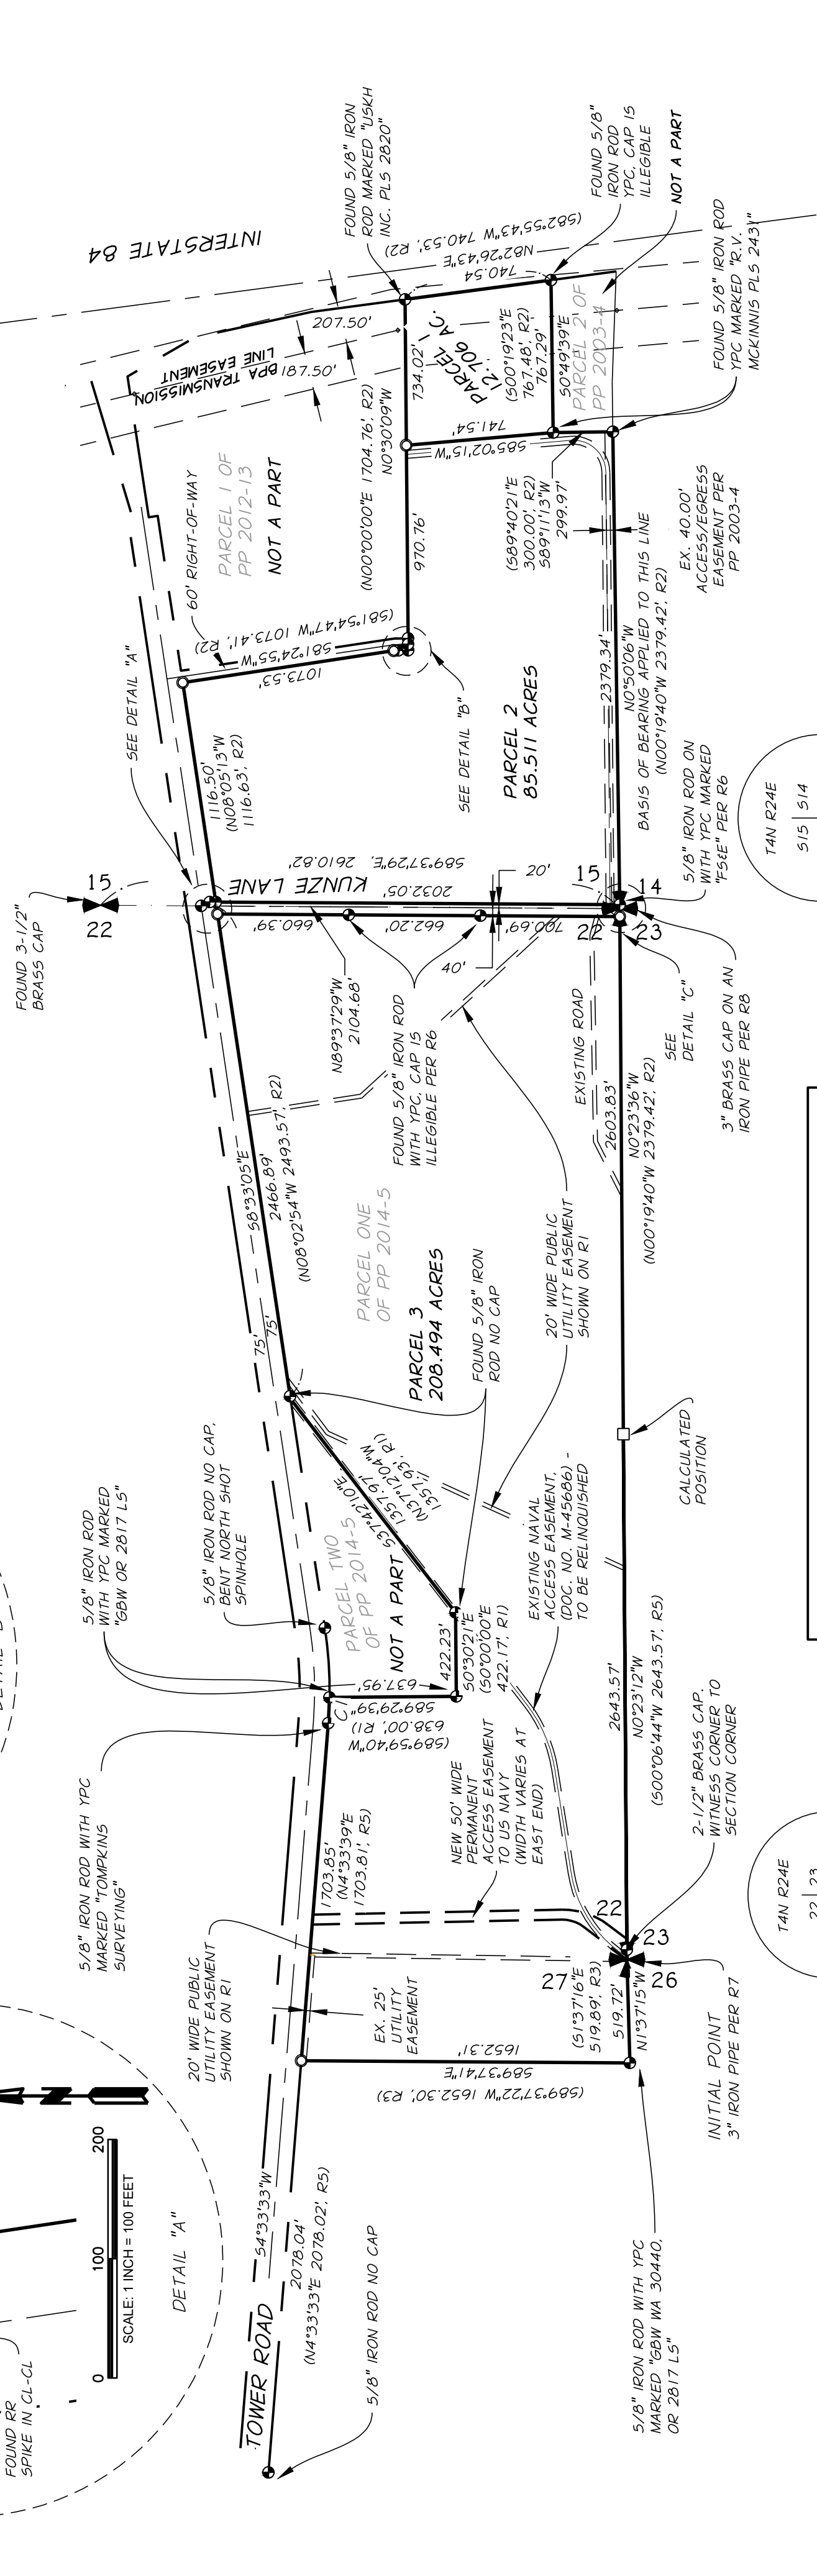 INTERSTATE 84
FOUND 5/8" IRON
ROD MARKED "USKH
INC. PLS 2820"
FOUND 5/8"
IRON ROD
YPC, CAP IS
ILLEGIBLE
NOT A PART
(S82°55'43"W 740.53', R2)
N82°26'43"E
740.54
207.50'
BPA TRANSMISSION
LINE EASEMENT
187.50'
734.02'
PARCEL 1
12.706 AC.
(S00°19'23"E
767.48', R2)
767.29'
S0°49'39"E
PARCEL 2 OF
PP 2003-4
FOUND 5/8" IRON ROD
YPC MARKED "R.V.
MCKINNIS PLS 2431"
(N00°00'00"E 1704.76', R2)
N0°30'09"W
741.54'
S85°02'15"W
60' RIGHT-OF-WAY
PARCEL 1 OF
PP 2012-13
NOT A PART
970.76'
(S89°40'21"E
300.00', R2)
S89°11'13"W
299.97'
EX. 40.00'
ACCESS/EGRESS
EASEMENT PER
PP 2003-4
SEE DETAIL "A"
(S81°54'47"W 1073.41', R2)
S81°24'55"W
1073.53'
SEE DETAIL "B"
PARCEL 2
85.511 ACRES
2379.34'
N0°50'06"W
BASIS OF BEARING APPLIED TO THIS LINE
(N00°19'40"W 2379.42', R2)
1116.50'
(N08°05'13"W
1116.63', R2)
5/8" IRON ROD ON
WITH YPC MARKED
"FS&E" PER R6
T4N R24E
S15 S14
FOUND 3-1/2"
BRASS CAP
15
22
S89°37'29"E, 2610.82'
KUNZE LANE
2032.05'
20'
15
14
660.39'
662.20'
700.69'
22
23
40'
N89°37'29"W
2104.68'
FOUND 5/8" IRON ROD
WITH YPC, CAP IS
ILLEGIBLE PER R6
EXISTING ROAD
SEE
DETAIL "C"
3" BRASS CAP ON AN
IRON PIPE PER R8
S8°33'05"E
2466.89'
(N08°02'54"W 2493.57', R2)
2603.83'
N0°23'36"W
(N00°19'40"W 2379.42', R2)
PARCEL ONE
OF PP 2014-5
PARCEL 3
208.494 ACRES
FOUND 5/8" IRON
ROD NO CAP
20' WIDE PUBLIC
UTILITY EASEMENT
SHOWN ON R1
75'
75'
5/8" IRON ROD NO CAP,
BENT NORTH SHOT
SPINHOLE
5/8" IRON ROD
WITH YPC MARKED
"GBW OR 2817 LS"
S37°42'10"E
1357.97'
(N37°12'04"W,
1357.93', R1)
CALCULATED
POSITION
PARCEL TWO
OF PP 2014-5
NOT A PART
EXISTING NAVAL
ACCESS EASEMENT,
(DOC. NO. M-45686) -
TO BE RELINQUISHED
422.23'
S0°30'21"E
(S0°00'00"E
422.17', R1)
637.95'
S89°29'39"
638.00', R1)
(S89°59'40"W
C1
2643.57'
N0°23'12"W
(S00°06'44"W 2643.57', R5)
5/8" IRON ROD WITH YPC
MARKED "TOMPKINS
SURVEYING"
NEW 50' WIDE
PERMANENT
ACCESS EASEMENT
TO US NAVY
(WIDTH VARIES AT
EAST END)
2-1/2" BRASS CAP,
WITNESS CORNER TO
SECTION CORNER
1703.85'
(N4°33'39"E
1703.81', R5)
T4N R24E
22 23
20' WIDE PUBLIC
UTILITY EASEMENT
SHOWN ON R1
22
23
27
26
EX. 25'
UTILITY
EASEMENT
(S1°37'16"E
519.89', R3)
519.72'
N1°37'15"W
INITIAL POINT
3" IRON PIPE PER R7
1652.31'
S89°37'41"E
(S89°37'22"W 1652.30', R3)
200
100
0
SCALE: 1 INCH = 100 FEET
DETAIL "A"
S4°33'33"W
2078.04'
(N4°33'33"E 2078.02', R5)
TOWER ROAD
5/8" IRON ROD NO CAP
5/8" IRON ROD WITH YPC
MARKED "GBW WA 30440,
OR 2817 LS"
FOUND RR
SPIKE IN CL-CL